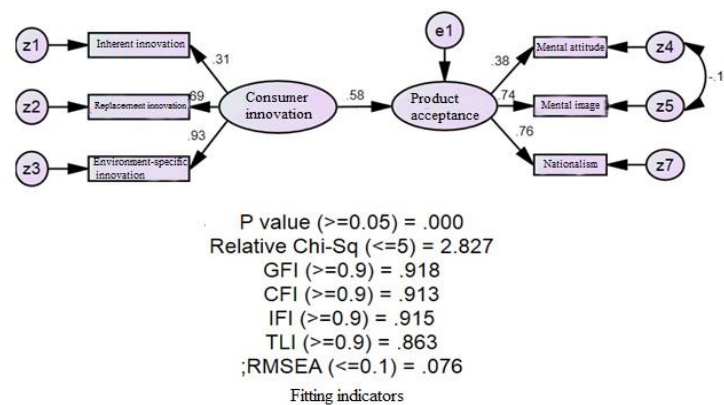 z1
Inherent innovation
.31
z2
Replacement innovation
.69
z3
Environment-specific
innovation
.93
Consumer
innovation
.58
e1
Product
acceptance
.38
Mental attitude
z4
.74
Mental image
z5
-.1
.76
Nationalism
z7
P value (>=0.05) = .000
Relative Chi-Sq (<=5) = 2.827
GFI (>=0.9) = .918
CFI (>=0.9) = .913
IFI (>=0.9) = .915
TLI (>=0.9) = .863
;RMSEA (<=0.1) = .076
Fitting indicators